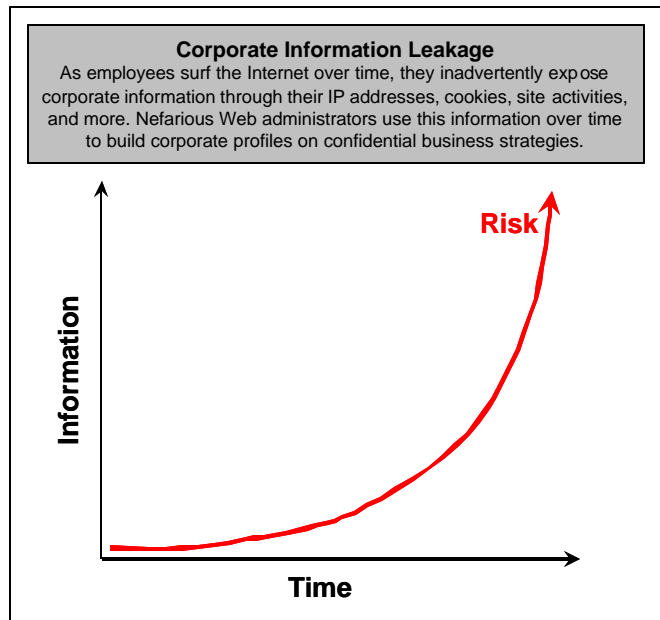 Corporate Information Leakage
As employees surf the Internet over time, they inadvertently expose
corporate information through their IP addresses, cookies, site activities,
and more. Nefarious Web administrators use this information over time
to build corporate profiles on confidential business strategies.
Risk
Information
Time